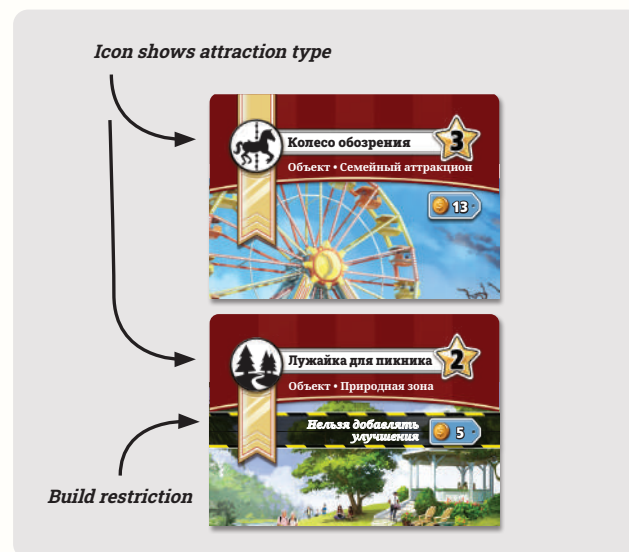 Icon shows attraction type
Колесо обозрения
3
Объект • Семейный аттракцион
13
Лужайка для пикника
2
Объект • Природная зона
Нельзя добавлять
улучшения
5
Build restriction